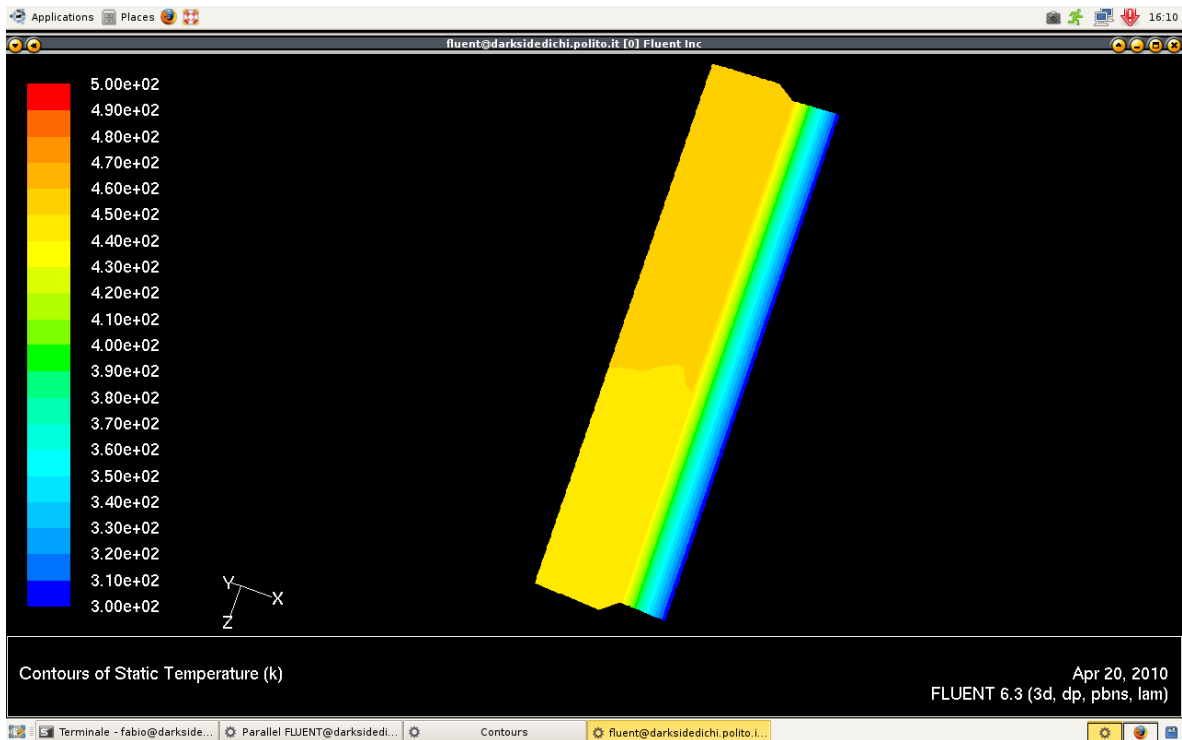 Applications Places 16:10
fluent@darksidedichi.polito.it [0] Fluent Inc
5.00e+02
4.90e+02
4.80e+02
4.70e+02
4.60e+02
4.50e+02
4.40e+02
4.30e+02
4.20e+02
4.10e+02
4.00e+02
3.90e+02
3.80e+02
3.70e+02
3.60e+02
3.50e+02
3.40e+02
3.30e+02
3.20e+02
3.10e+02
3.00e+02
Y
X
Z
Contours of Static Temperature (k)
Apr 20, 2010
FLUENT 6.3 (3d, dp, pbns, lam)
Terminale - fabio@darkside... Parallel FLUENT@darksidedi... Contours fluent@darksidedichi.polito.i...